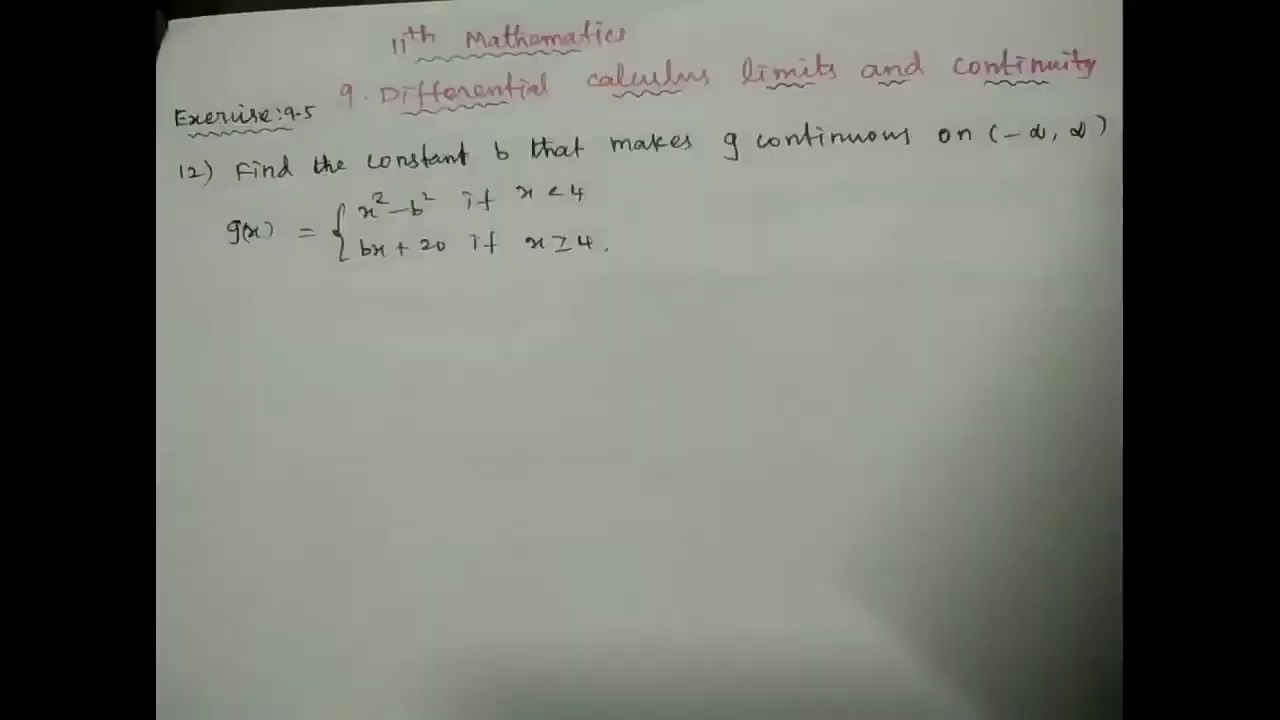 11th Mathematics
9. Differential calculus limits and continuity
Exercise: 9.5
12) Find the constant b that makes g continuous on (-∞, ∞)
g(x) = { x² - b² if x < 4
bx + 20 if x ≥ 4.